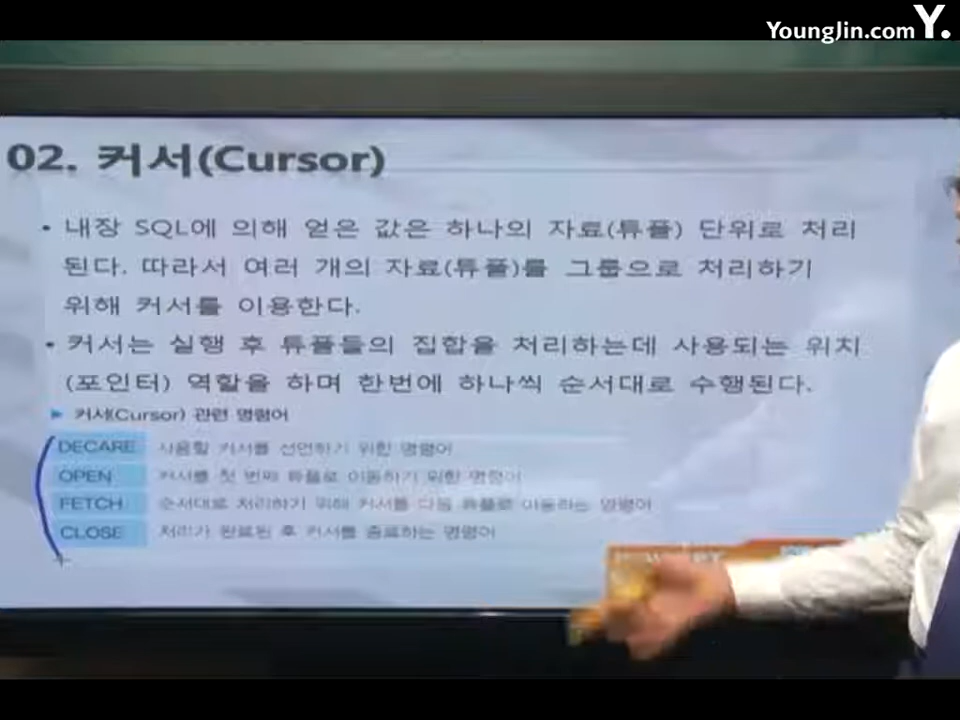 YoungJin.com Y.
02. 커서(Cursor)
• 내장 SQL에 의해 얻은 값은 하나의 자료(튜플) 단위로 처리
된다. 따라서 여러 개의 자료(튜플)를 그룹으로 처리하기
위해 커서를 이용한다.
• 커서는 실행 후 튜플들의 집합을 처리하는데 사용되는 위치
(포인터) 역할을 하며 한번에 하나씩 순서대로 수행된다.
▶ 커서(Cursor) 관련 명령어
DECARE 사용할 커서를 선언하기 위한 명령어
OPEN 커서를 첫 번째 튜플로 이동하기 위한 명령어
FETCH 순서대로 처리하기 위해 커서를 다음 튜플로 이동하는 명령어
CLOSE 처리가 완료된 후 커서를 종료하는 명령어